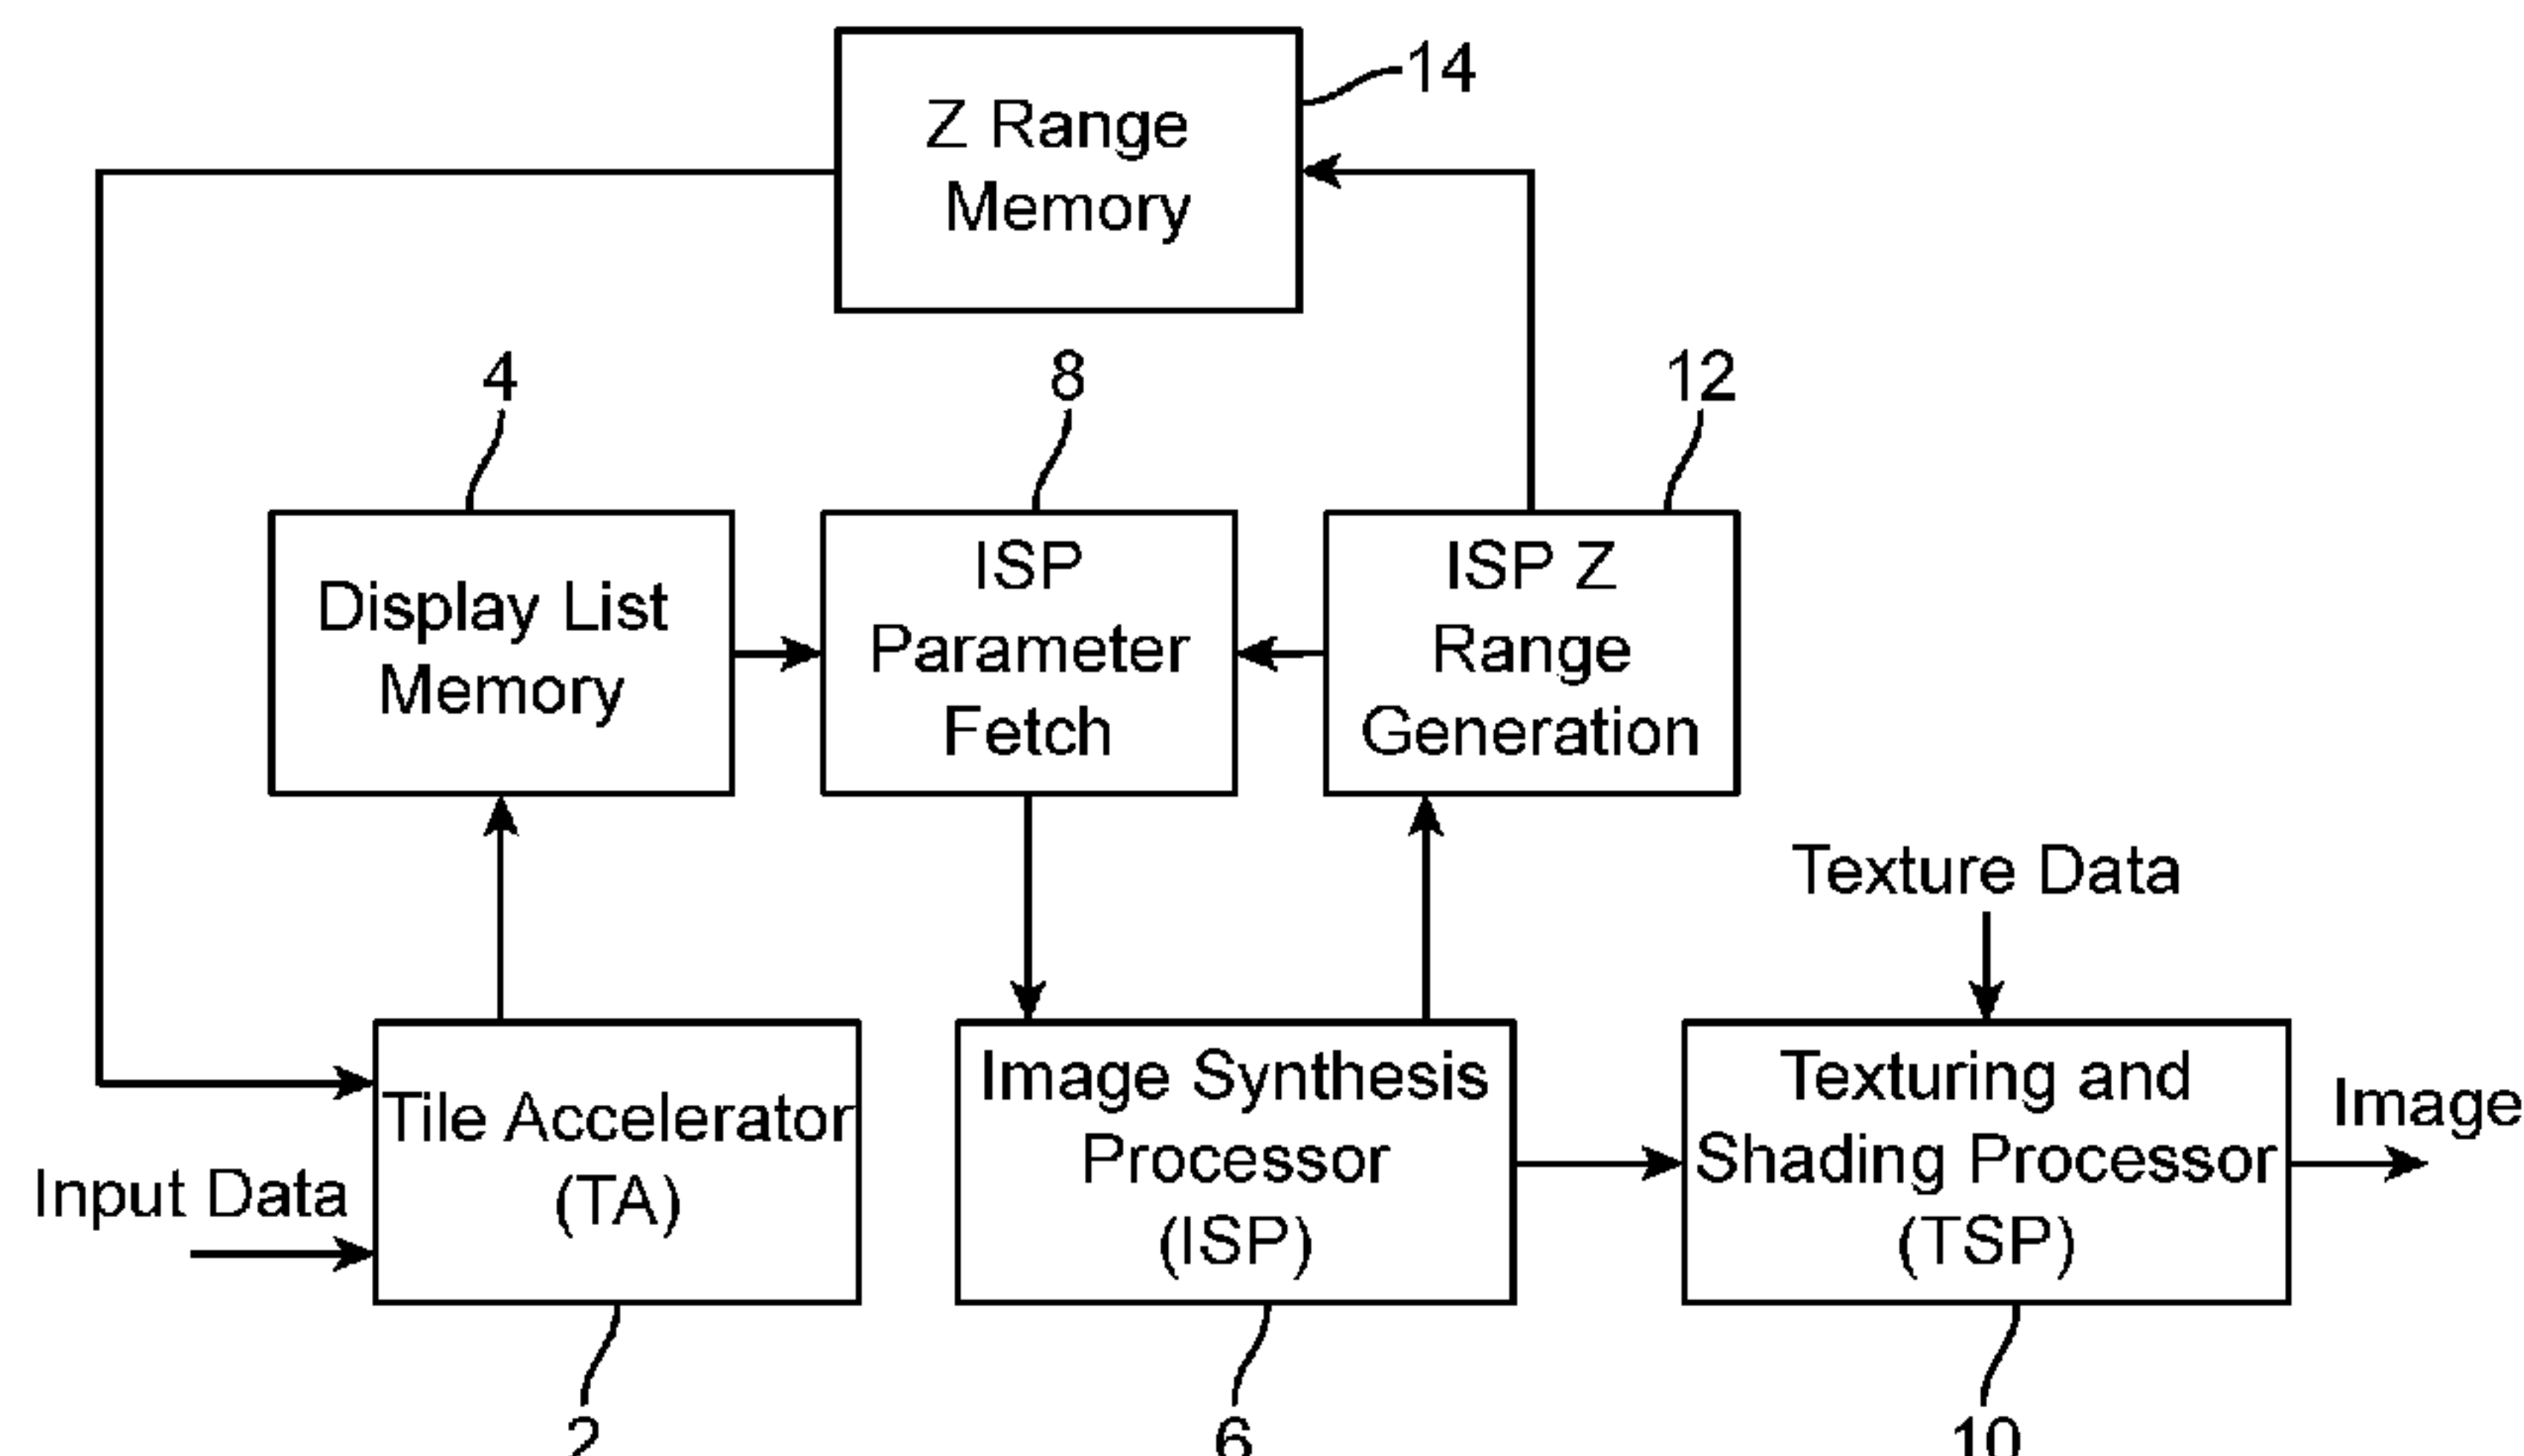 14
Z Range
Memory
4
8
12
Display List
Memory
ISP
Parameter
Fetch
ISP Z
Range
Generation
Texture Data
Input Data
Tile Accelerator
(TA)
Image Synthesis
Processor
(ISP)
Texturing and
Shading Processor
(TSP)
Image
2
6
10